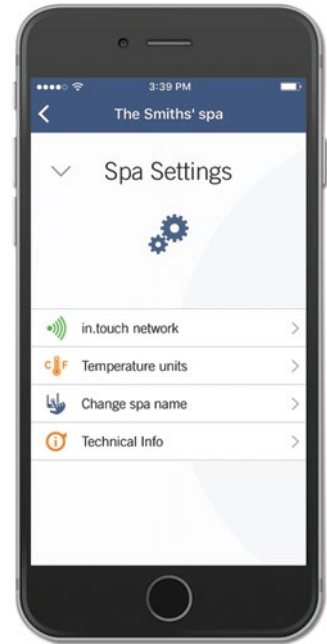 3:39 PM
The Smiths' spa
Spa Settings
in.touch network
C F Temperature units
Change spa name
i Technical Info